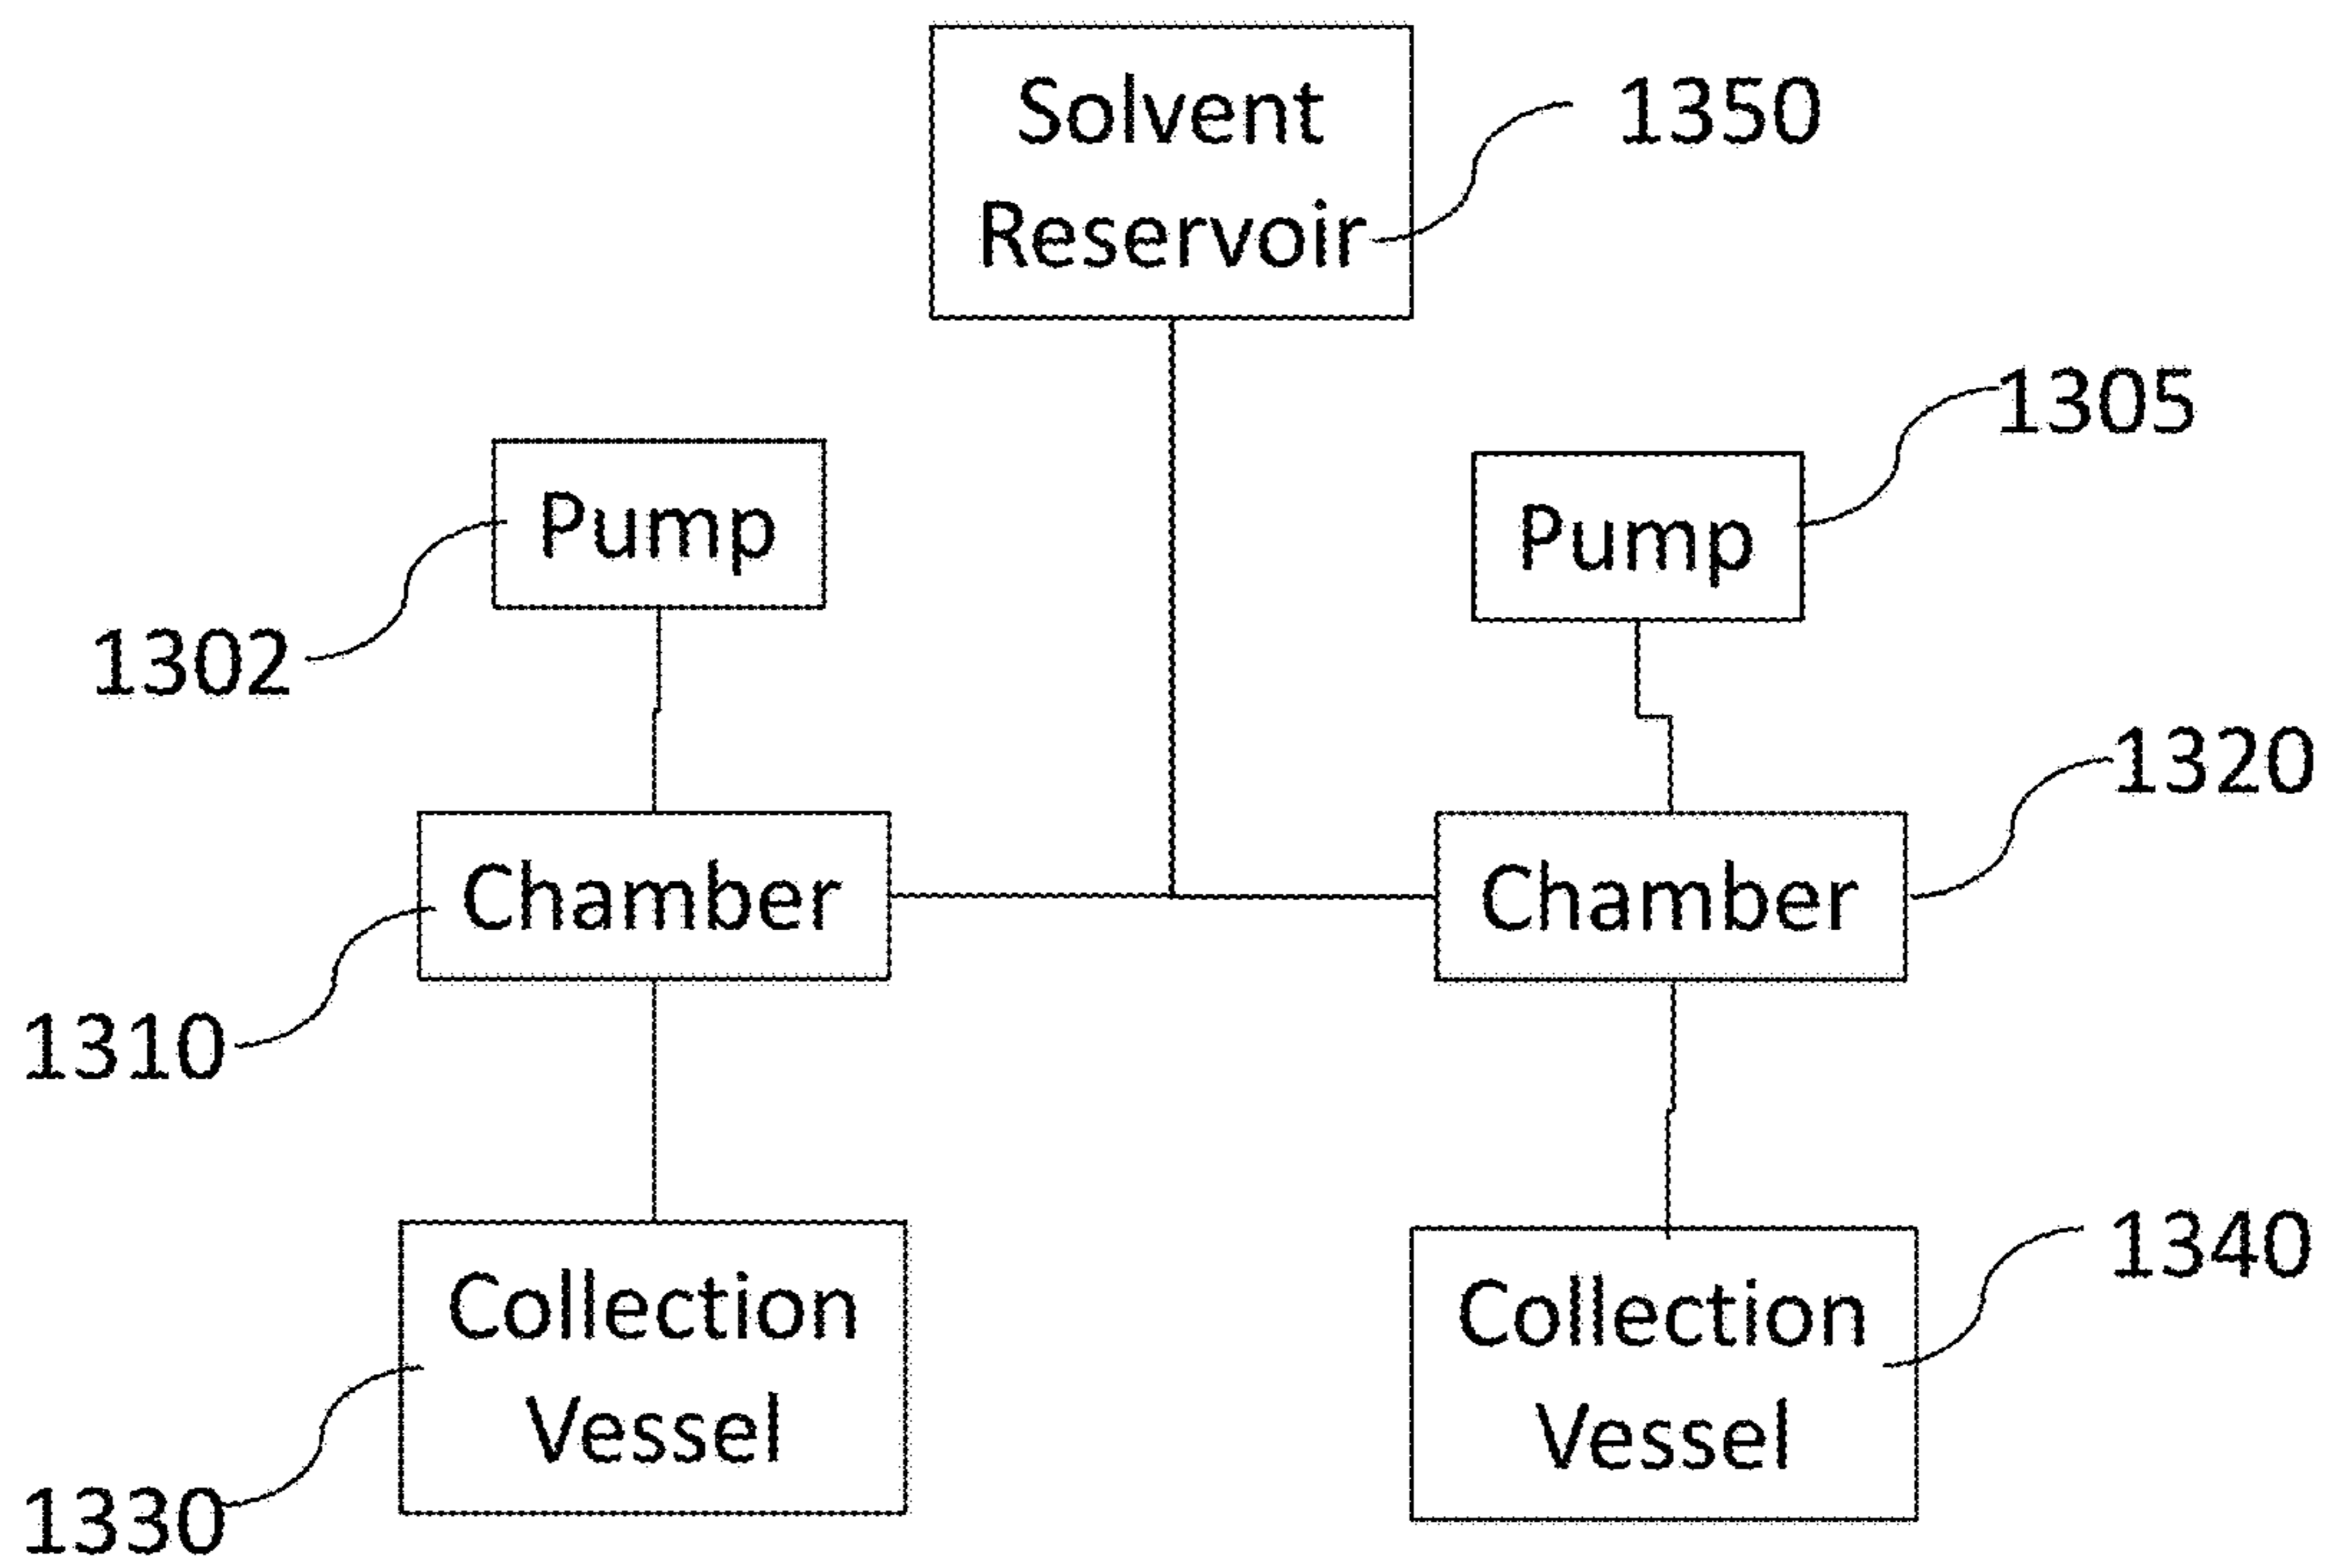 Solvent
Reservoir
1350
1305
Pump
Pump
1302
1320
Chamber
Chamber
1310
1340
Collection
Vessel
Collection
Vessel
1330